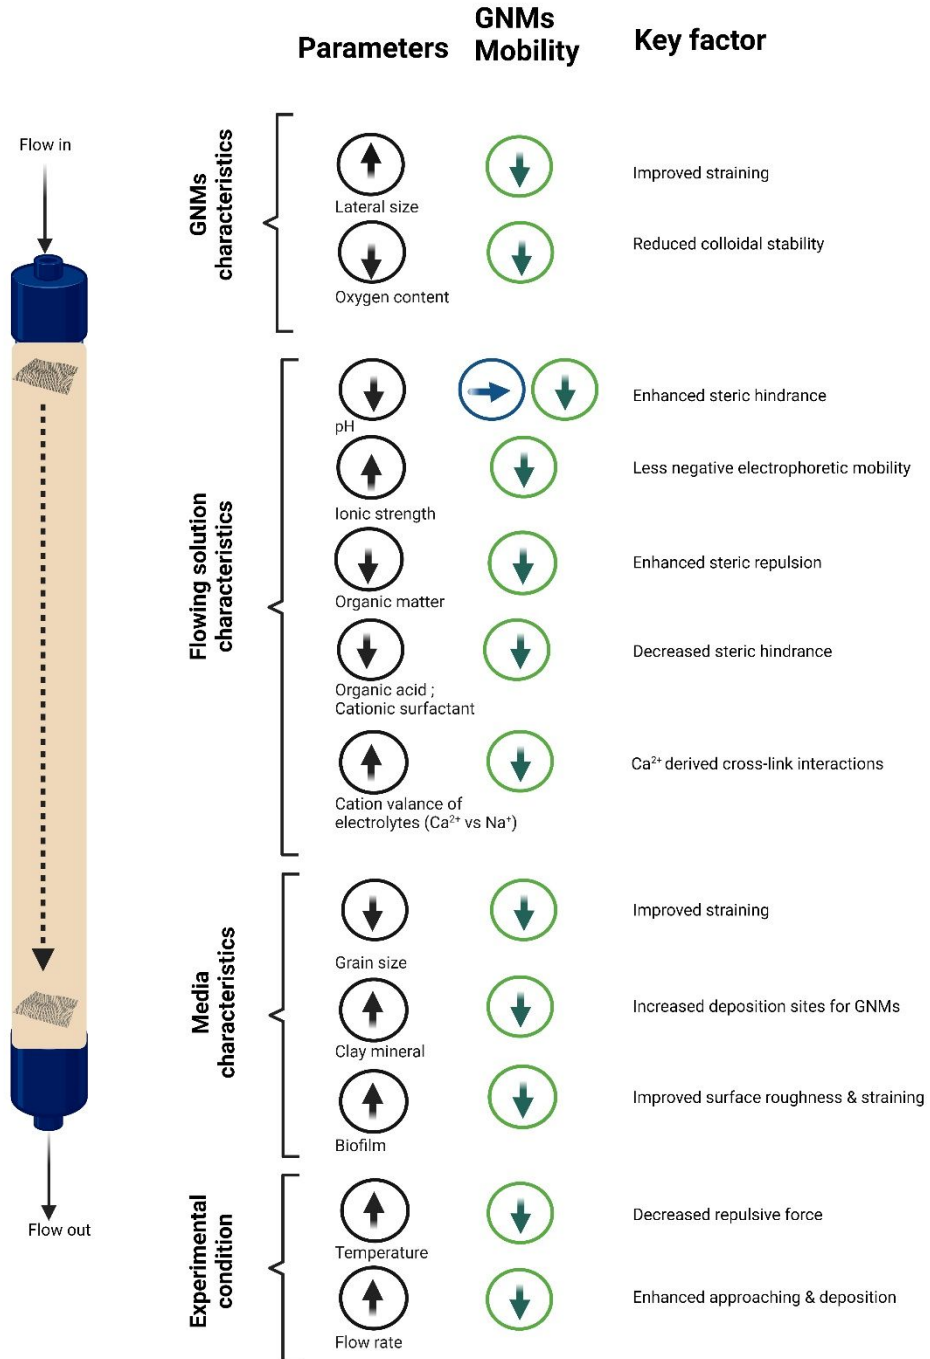 Parameters
GNMs
Mobility
Key factor
Flow in
GNMs
characteristics
Lateral size
Improved straining
Oxygen content
Reduced colloidal stability
Flowing solution
characteristics
pH
Enhanced steric hindrance
Ionic strength
Less negative electrophoretic mobility
Organic matter
Enhanced steric repulsion
Organic acid ;
Cationic surfactant
Decreased steric hindrance
Cation valance of
electrolytes (Ca²⁺ vs Na⁺)
Ca²⁺ derived cross-link interactions
Media
characteristics
Grain size
Improved straining
Clay mineral
Increased deposition sites for GNMs
Biofilm
Improved surface roughness & straining
Experimental
condition
Temperature
Decreased repulsive force
Flow rate
Enhanced approaching & deposition
Flow out